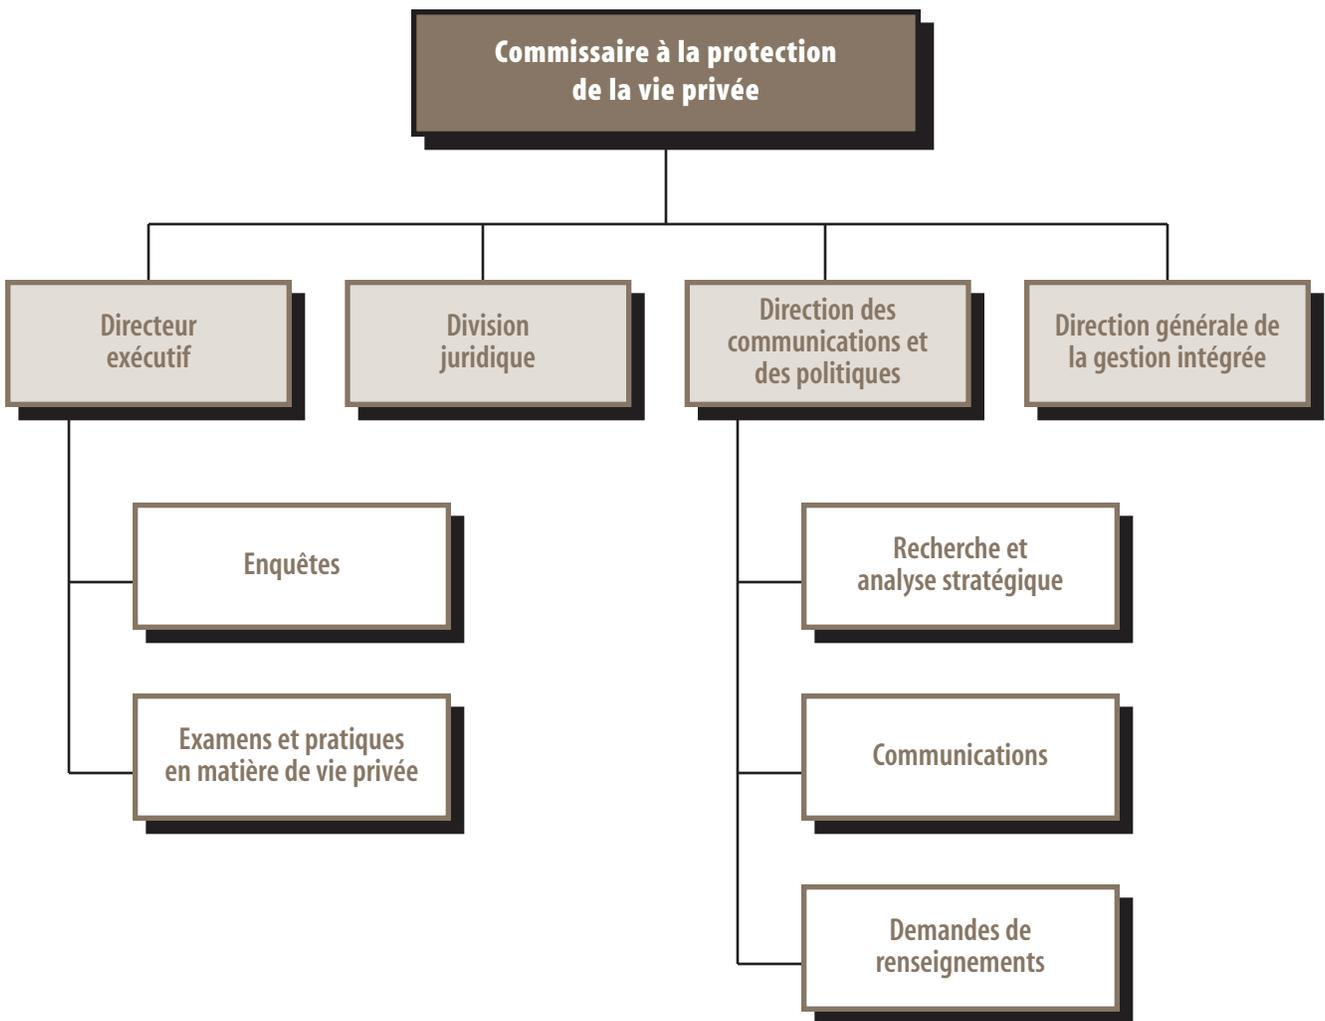 Commissaire à la protection
de la vie privée
Directeur
exécutif
Division
juridique
Direction des
communications et
des politiques
Direction générale de
la gestion intégrée
Enquêtes
Examens et pratiques
en matière de vie privée
Recherche et
analyse stratégique
Communications
Demandes de
renseignements